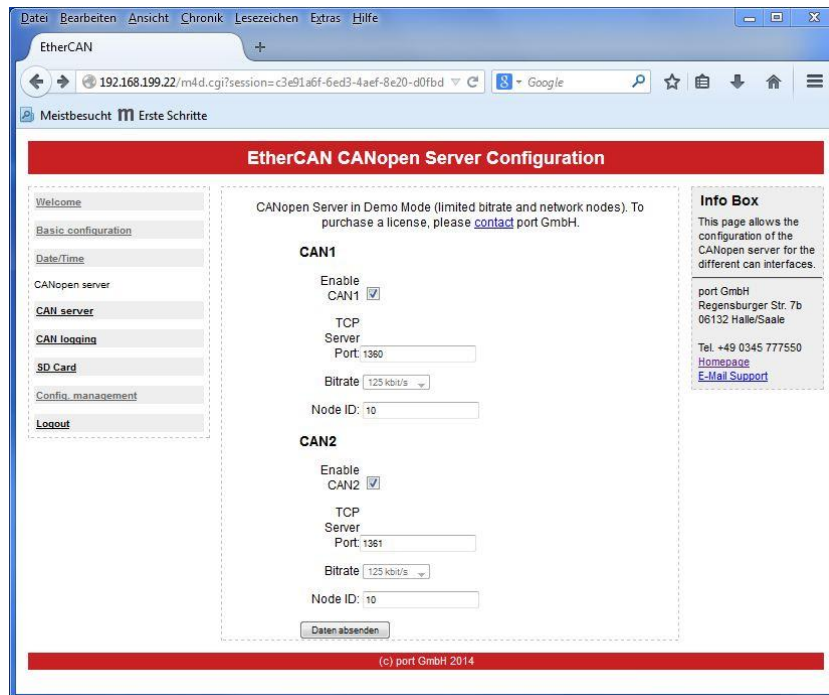 Datei Bearbeiten Ansicht Chronik Lesezeichen Extras Hilfe
EtherCAN
192.168.199.22/m4d.cgi?session=c3e91a6f-6ed3-4aef-8e20-d0fbd
Google
Meistbesucht
Erste Schritte
EtherCAN CANopen Server Configuration
Welcome
Basic configuration
Date/Time
CANopen server
CAN server
CAN logging
SD Card
Config. management
Logout
CANopen Server in Demo Mode (limited bitrate and network nodes). To
purchase a license, please contact port GmbH.
CAN1
Enable
CAN1
TCP
Server
Port: 1360
Bitrate 125 kbit/s
Node ID: 10
CAN2
Enable
CAN2
TCP
Server
Port: 1361
Bitrate 125 kbit/s
Node ID: 10
Daten absenden
Info Box
This page allows the
configuration of the
CANopen server for the
different can interfaces.
port GmbH
Regensburger Str. 7b
06132 Halle/Saale
Tel. +49 0345 777550
Homepage
E-Mail Support
(c) port GmbH 2014